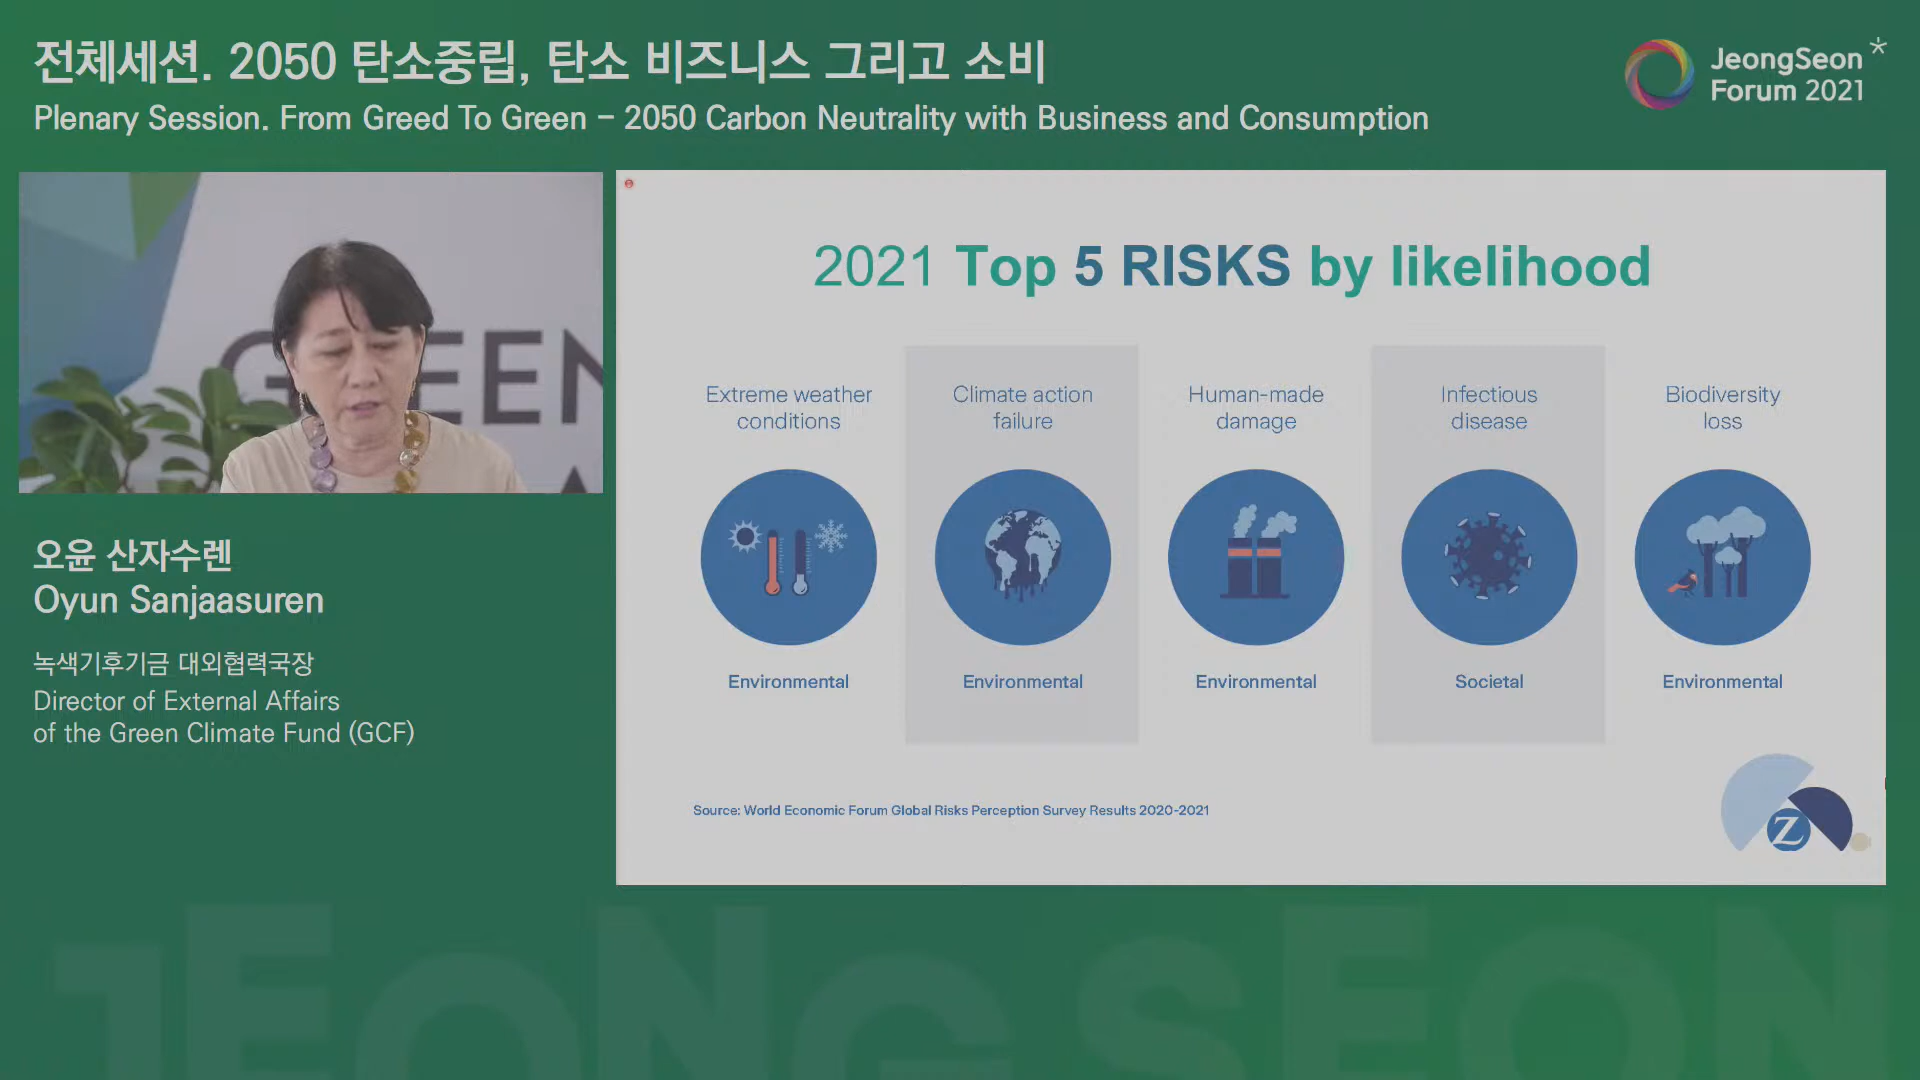 전체세션. 2050 탄소중립, 탄소 비즈니스 그리고 소비
Plenary Session. From Greed To Green – 2050 Carbon Neutrality with Business and Consumption
JeongSeon
Forum 2021
GREEN
오윤 산자수렌
Oyun Sanjaasuren
녹색기후기금 대외협력국장
Director of External Affairs
of the Green Climate Fund (GCF)
2021 Top 5 RISKS by likelihood
Extreme weather
conditions
Environmental
Climate action
failure
Environmental
Human-made
damage
Environmental
Infectious
disease
Societal
Biodiversity
loss
Environmental
Source: World Economic Forum Global Risks Perception Survey Results 2020-2021
Z
JEONGSEON